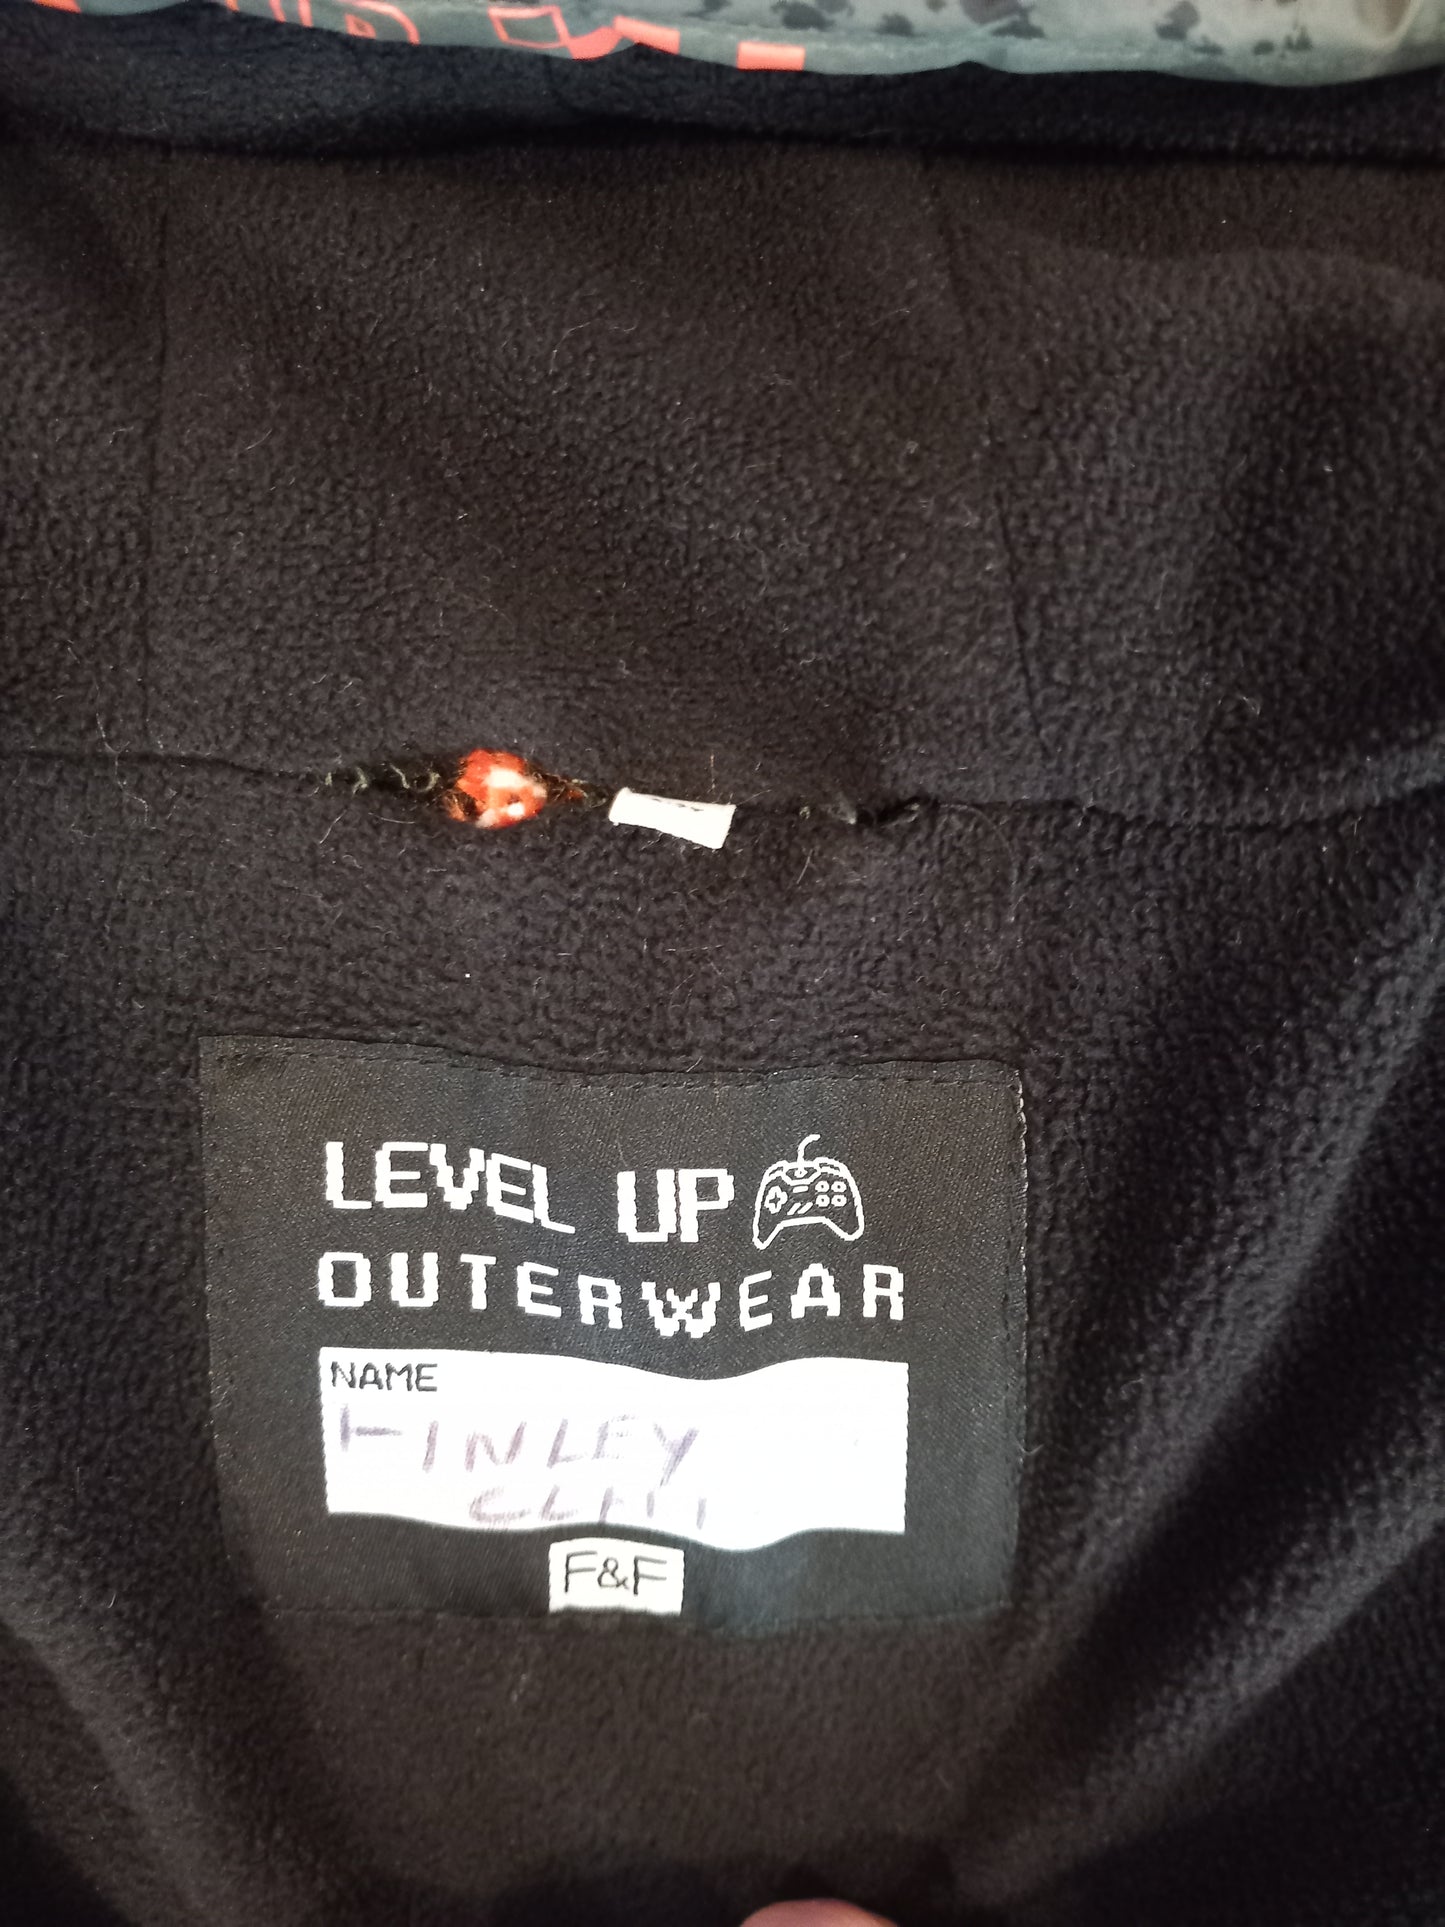 LEVEL UP
OUTERWEAR
NAME
FINLEY
F&F